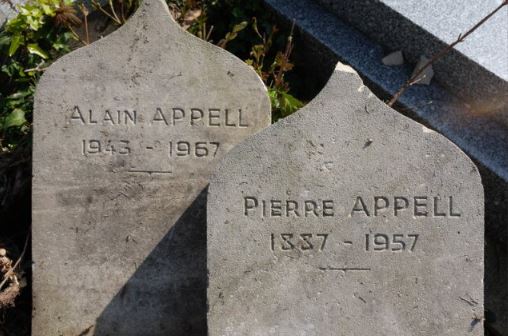 Alain APPELL
1943 - 1967
Pierre APPELL
1887 - 1957